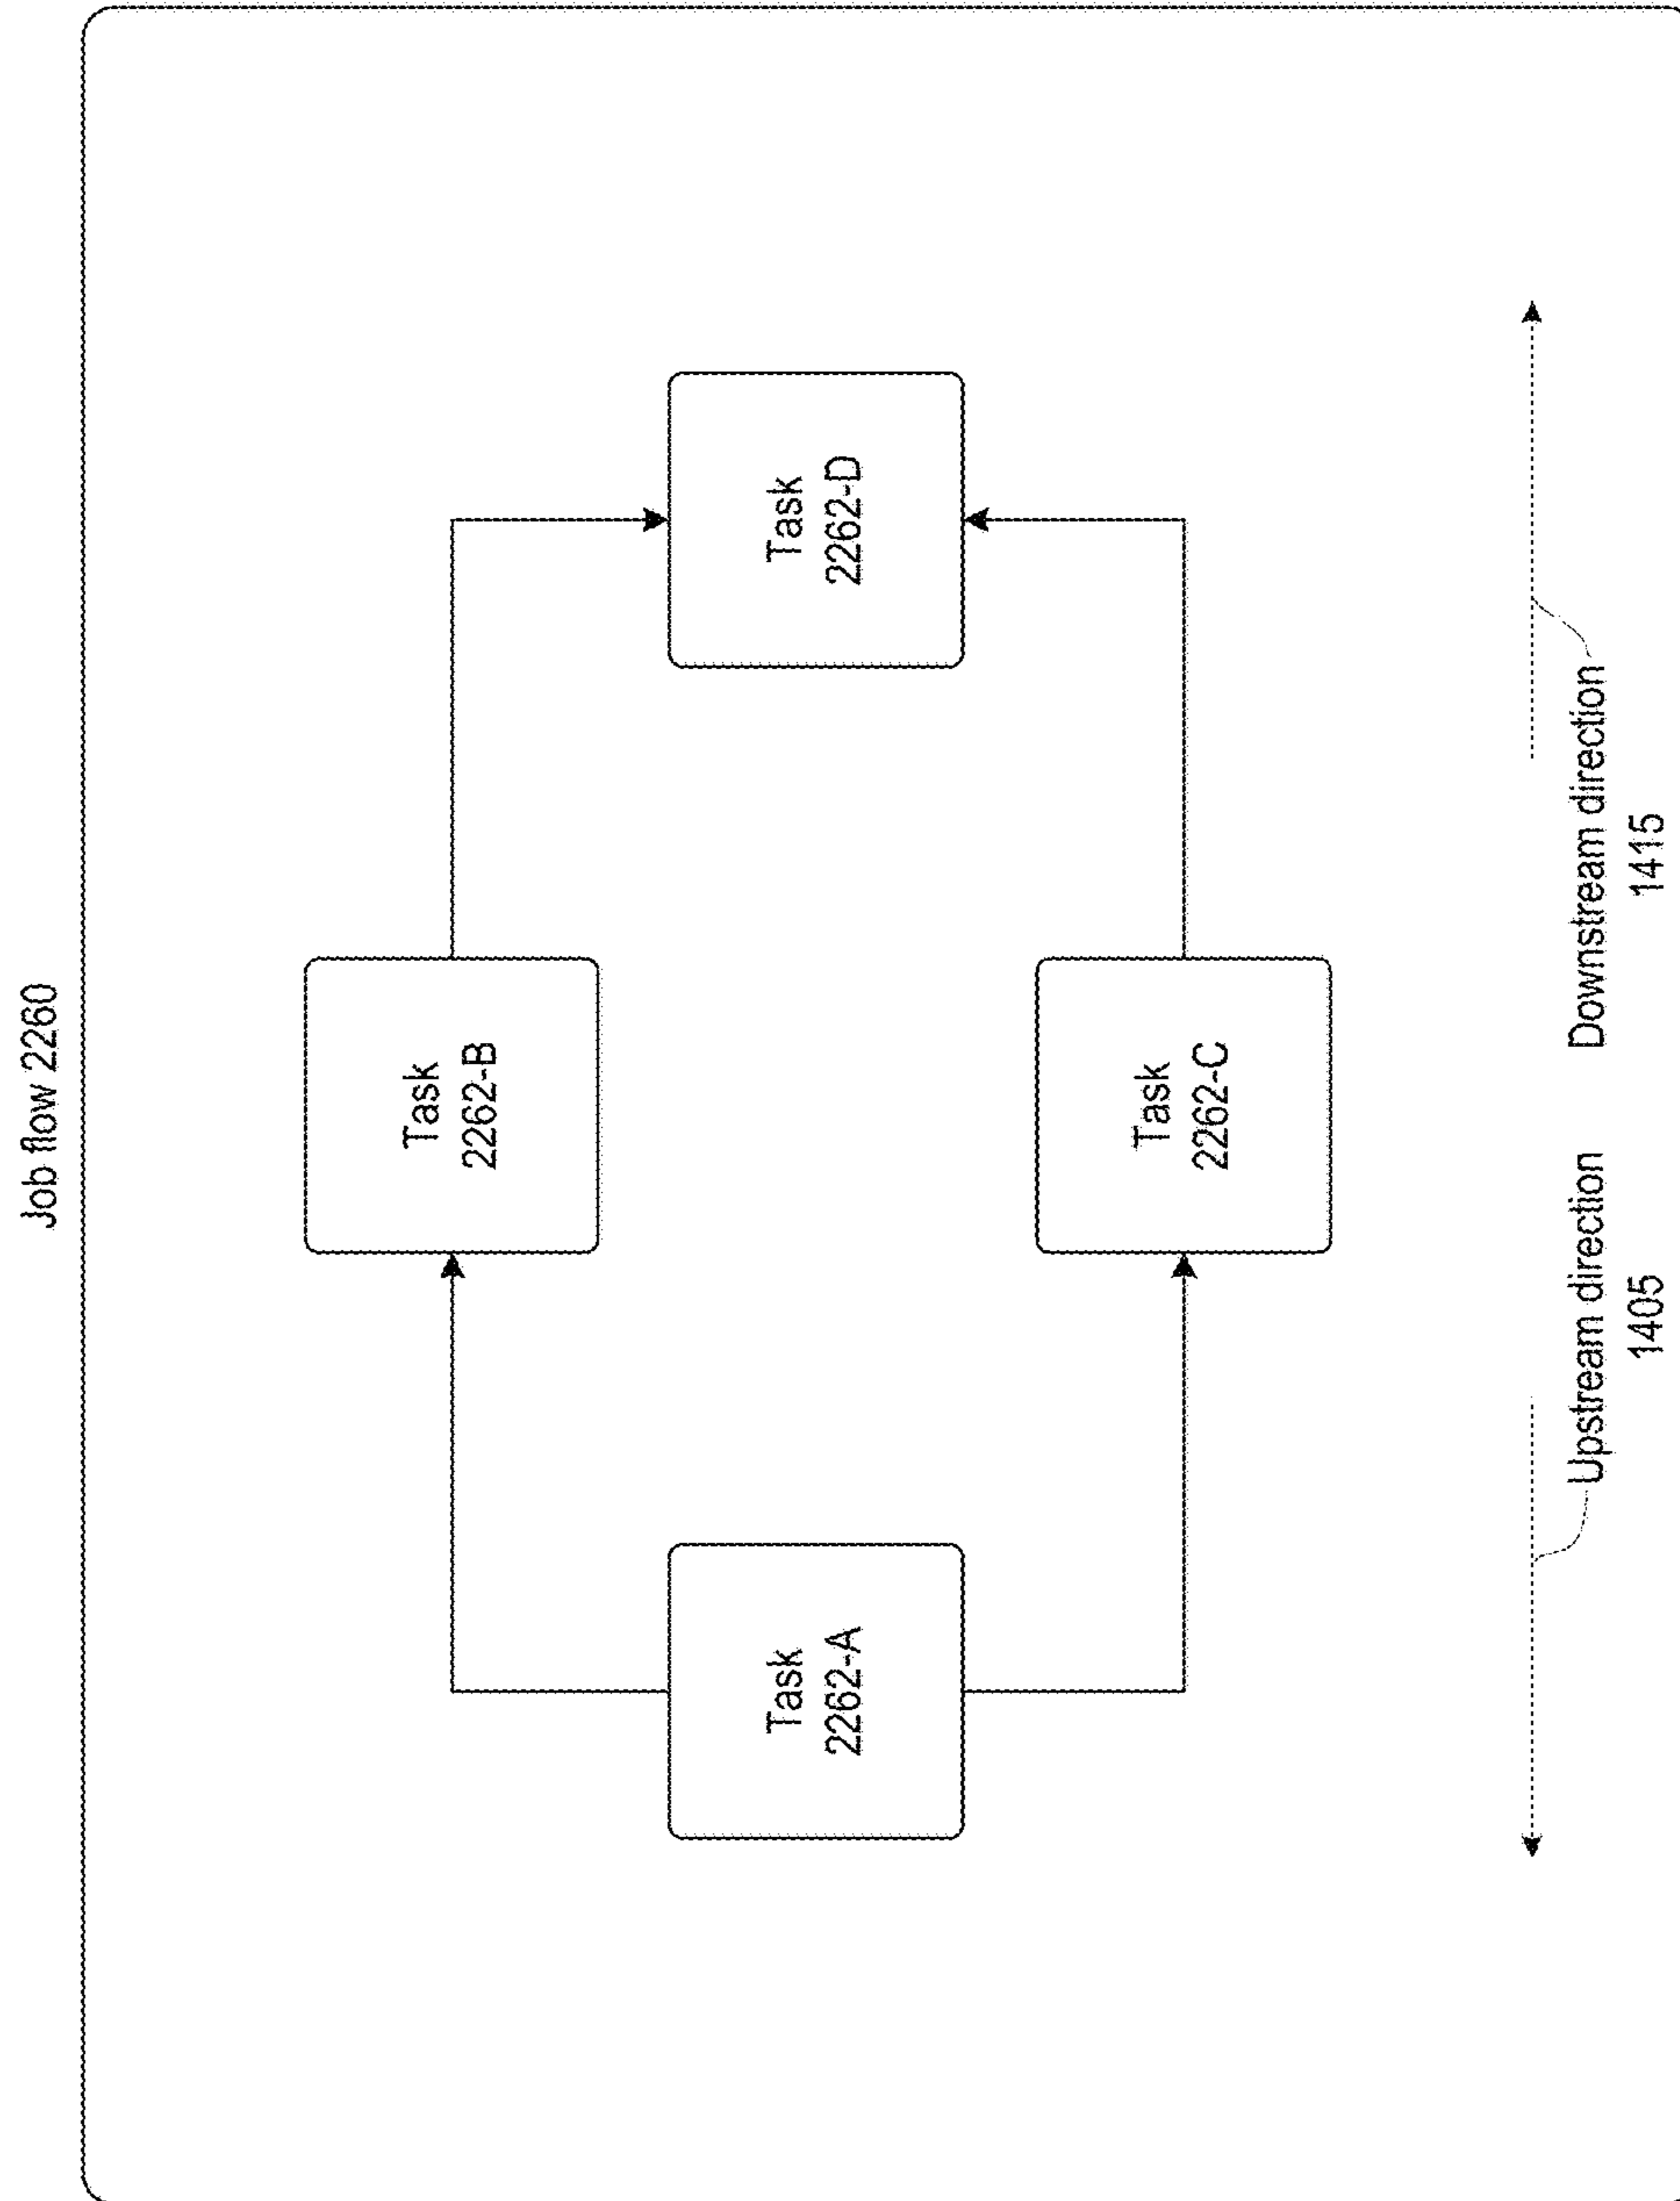 Job flow 2260
Task
2262-B
Task
2262-A
Task
2262-D
Task
2262-C
Upstream direction
1405
Downstream direction
1415